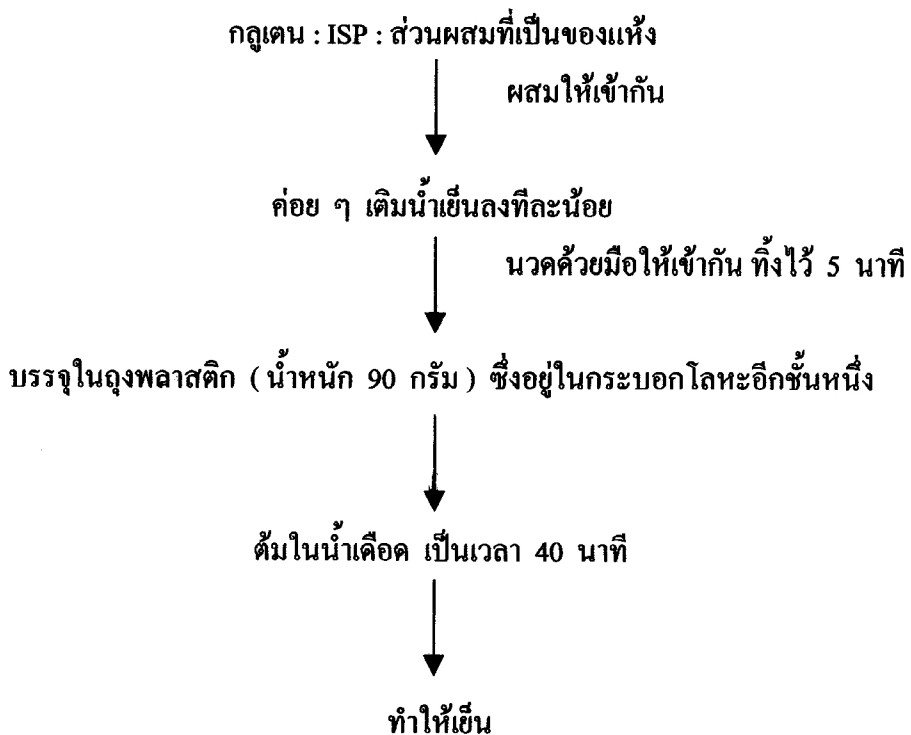 กลูเตน : ISP : ส่วนผสมที่เป็นของแห้ง
ผสมให้เข้ากัน
ค่อย ๆ เติมน้ำเย็นลงทีละน้อย
นวดด้วยมือให้เข้ากัน ทิ้งไว้ 5 นาที
บรรจุในถุงพลาสติก ( น้ำหนัก 90 กรัม ) ซึ่งอยู่ในกระบอกโลหะอีกชั้นหนึ่ง
ต้มในน้ำเดือด เป็นเวลา 40 นาที
ทำให้เย็น